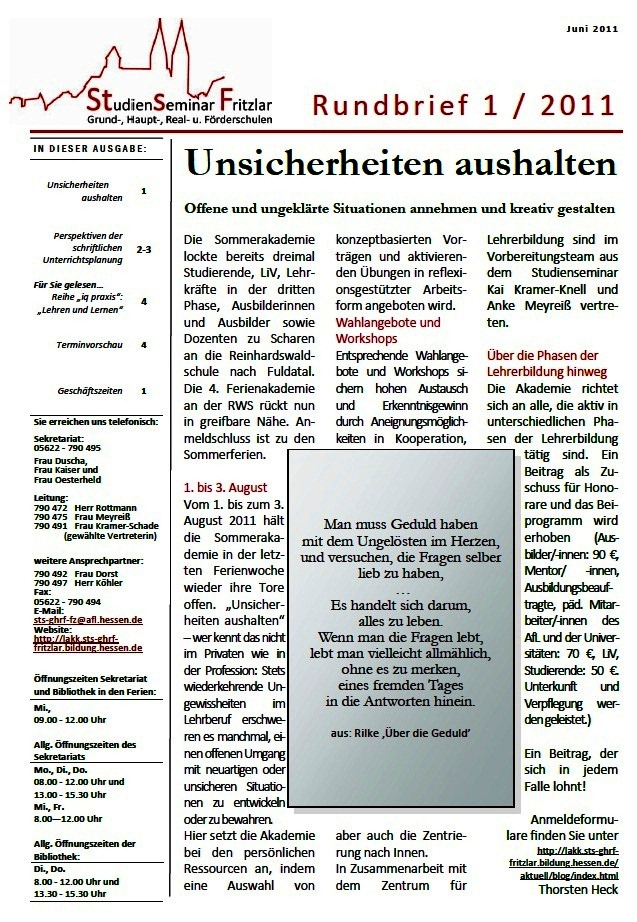 Juni 2011
StudienSeminar Fritzlar
Grund-, Haupt-, Real- u. Förderschulen
Rundbrief 1 / 2011
IN DIESER AUSGABE:
Unsicherheiten
aushalten 1
Perspektiven der
schriftlichen
Unterrichtsplanung 2-3
Für Sie gelesen...
Reihe „iq praxis":
„Lehren und Lernen" 4
Terminvorschau 4
Geschäftszeiten 1
Sie erreichen uns telefonisch:
Sekretariat:
05622 - 790 495
Frau Duscha,
Frau Kaiser und
Frau Oesterheld
Leitung:
790 472 Herr Rottmann
790 475 Frau Meyreiß
790 491 Frau Kramer-Schade
(gewählte Vertreterin)
weitere Ansprechpartner:
790 492 Frau Dorst
790 497 Herr Köhler
Fax:
05622 - 790 494
E-Mail:
sts-ghrf-fz@afl.hessen.de
Website:
http://lakk.sts-ghrf-
fritzlar.bildung.hessen.de
Öffnungszeiten Sekretariat
und Bibliothek in den Ferien:
Mi.,
09.00 - 12.00 Uhr
Allg. Öffnungszeiten des
Sekretariats
Mo., Di., Do.
08.00 - 12.00 Uhr und
13.00 - 15.30 Uhr
Mi., Fr.
8.00—12.00 Uhr
Allg. Öffnungszeiten der
Bibliothek:
Di., Do.
8.00 - 12.00 Uhr und
13.30 - 15.30 Uhr
Unsicherheiten aushalten
Offene und ungeklärte Situationen annehmen und kreativ gestalten
Die Sommerakademie
lockte bereits dreimal
Studierende, LiV, Lehr-
kräfte in der dritten
Phase, Ausbilderinnen
und Ausbilder sowie
Dozenten zu Scharen
an die Reinhardswald-
schule nach Fuldatal.
Die 4. Ferienakademie
an der RWS rückt nun
in greifbare Nähe. An-
meldschluss ist zu den
Sommerferien.
1. bis 3. August
Vom 1. bis zum 3.
August 2011 hält
die Sommeraka-
demie in der letz-
ten Ferienwoche
wieder ihre Tore
offen. „Unsicher-
heiten aushalten"
– wer kennt das nicht
im Privaten wie in
der Profession: Stets
wiederkehrende Un-
gewissheiten im
Lehrberuf erschwe-
ren es manchmal, ei-
nen offenen Umgang
mit neuartigen oder
unsicheren Situatio-
nen zu entwickeln
oder zu bewahren.
Hier setzt die Akademie
bei den persönlichen
Ressourcen an, indem
eine Auswahl von
konzeptbasierten Vor-
trägen und aktivieren-
den Übungen in reflexi-
onsgestützter Arbeits-
form angeboten wird.
Wahlangebote und
Workshops
Entsprechende Wahlange-
bote und Workshops si-
chern hohen Austausch
und Erkenntnisgewinn
durch Aneignungsmöglich-
keiten in Kooperation,
Man muss Geduld haben
mit dem Ungelösten im Herzen,
und versuchen, die Fragen selber
lieb zu haben,
...
Es handelt sich darum,
alles zu leben.
Wenn man die Fragen lebt,
lebt man vielleicht allmählich,
ohne es zu merken,
eines fremden Tages
in die Antworten hinein.
aus: Rilke ‚Über die Geduld'
aber auch die Zentrie-
rung nach Innen.
In Zusammenarbeit mit
dem Zentrum für
Lehrerbildung sind im
Vorbereitungsteam aus
dem Studienseminar
Kai Kramer-Knell und
Anke Meyreiß vertre-
ten.
Über die Phasen der
Lehrerbildung hinweg
Die Akademie richtet
sich an alle, die aktiv in
unterschiedlichen Pha-
sen der Lehrerbildung
tätig sind. Ein
Beitrag als Zu-
schuss für Hono-
rare und das Bei-
programm wird
erhoben (Aus-
bilder/-innen: 90 €,
Mentor/ -innen,
Ausbildungsbeauf-
tragte, päd. Mitar-
beiter/-innen des
AfL und der Univer-
sitäten: 70 €, LiV,
Studierende: 50 €.
Unterkunft und
Verpflegung wer-
den geleistet.)
Ein Beitrag, der
sich in jedem
Falle lohnt!
Anmeldeformu-
lare finden Sie unter
http://lakk.sts-ghrf-
fritzlar.bildung.hessen.de/
aktuell/blog/index.html
Thorsten Heck